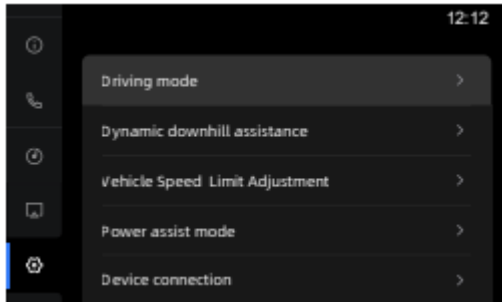 12:12
Driving mode
Dynamic downhill assistance
Vehicle Speed Limit Adjustment
Power assist mode
Device connection